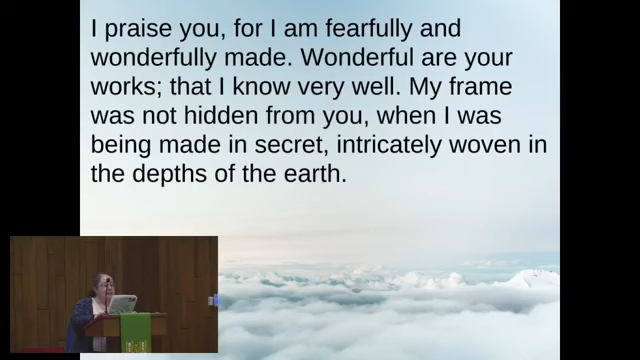 I praise you, for I am fearfully and
wonderfully made. Wonderful are your
works; that I know very well. My frame
was not hidden from you, when I was
being made in secret, intricately woven in
the depths of the earth.